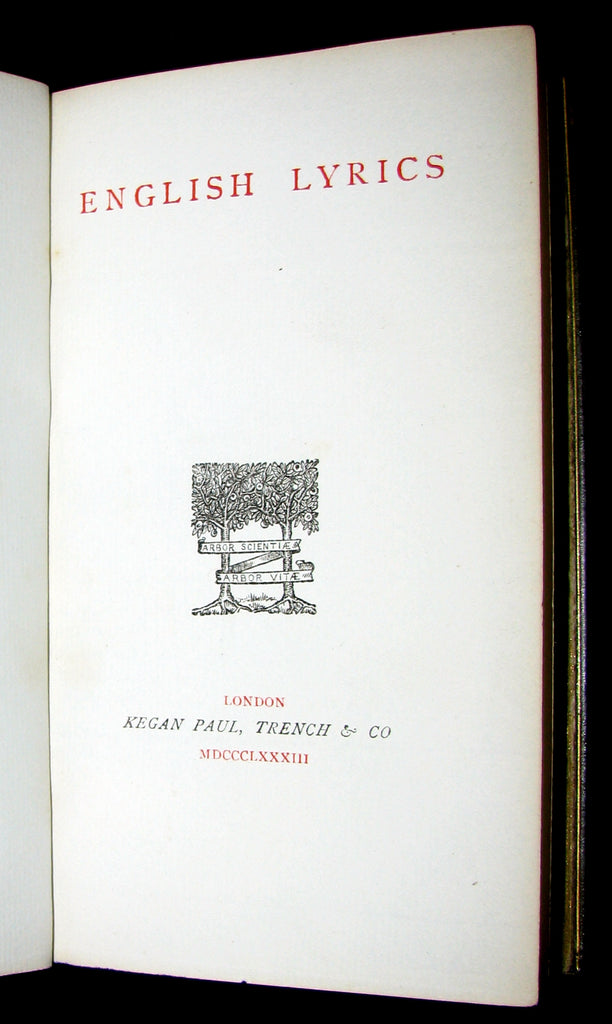 ENGLISH LYRICS
ARBOR SCIENTIÆ
ARBOR VITÆ
LONDON
KEGAN PAUL, TRENCH & CO
MDCCCLXXXIII